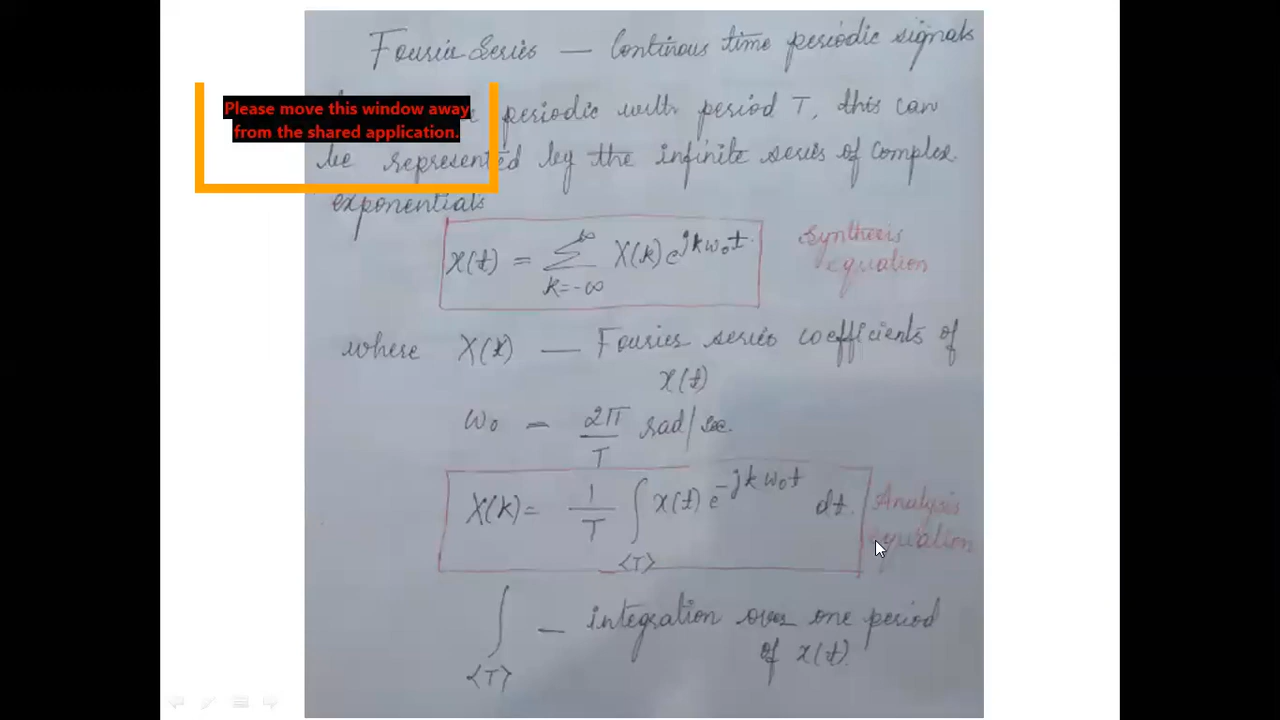 Fourier Series — Continous time periodic signals
Please move this window away
from the shared application.
periodic with period T, this can
be represented by the infinite series of complex
exponentials
x(t) = ∑ k=-∞ ∞ X(k) e^{jkω₀t}
Synthesis
equation
where X(k) — Fourier series coefficients of
x(t)
ω₀ — 2π/T rad/sec.
X(k) = 1/T ∫<T> x(t) e^{-jkω₀t} dt.
Analysis
equation
∫<T> — integration over one period
of x(t)